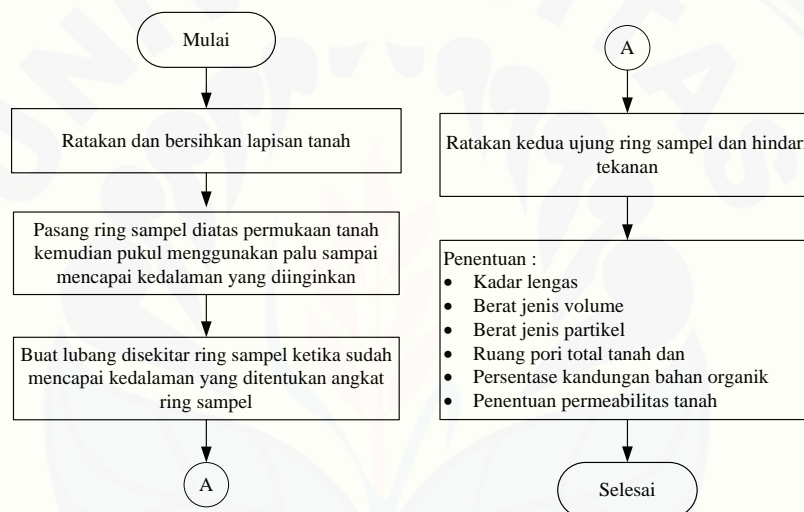 Mulai
Ratakan dan bersihkan lapisan tanah
Pasang ring sampel diatas permukaan tanah
kemudian pukul menggunakan palu sampai
mencapai kedalaman yang diinginkan
Buat lubang disekitar ring sampel ketika sudah
mencapai kedalaman yang ditentukan angkat
ring sampel
A
A
Ratakan kedua ujung ring sampel dan hindari
tekanan
Penentuan :
• Kadar lengas
• Berat jenis volume
• Berat jenis partikel
• Ruang pori total tanah dan
• Persentase kandungan bahan organik
• Penentuan permeabilitas tanah
Selesai